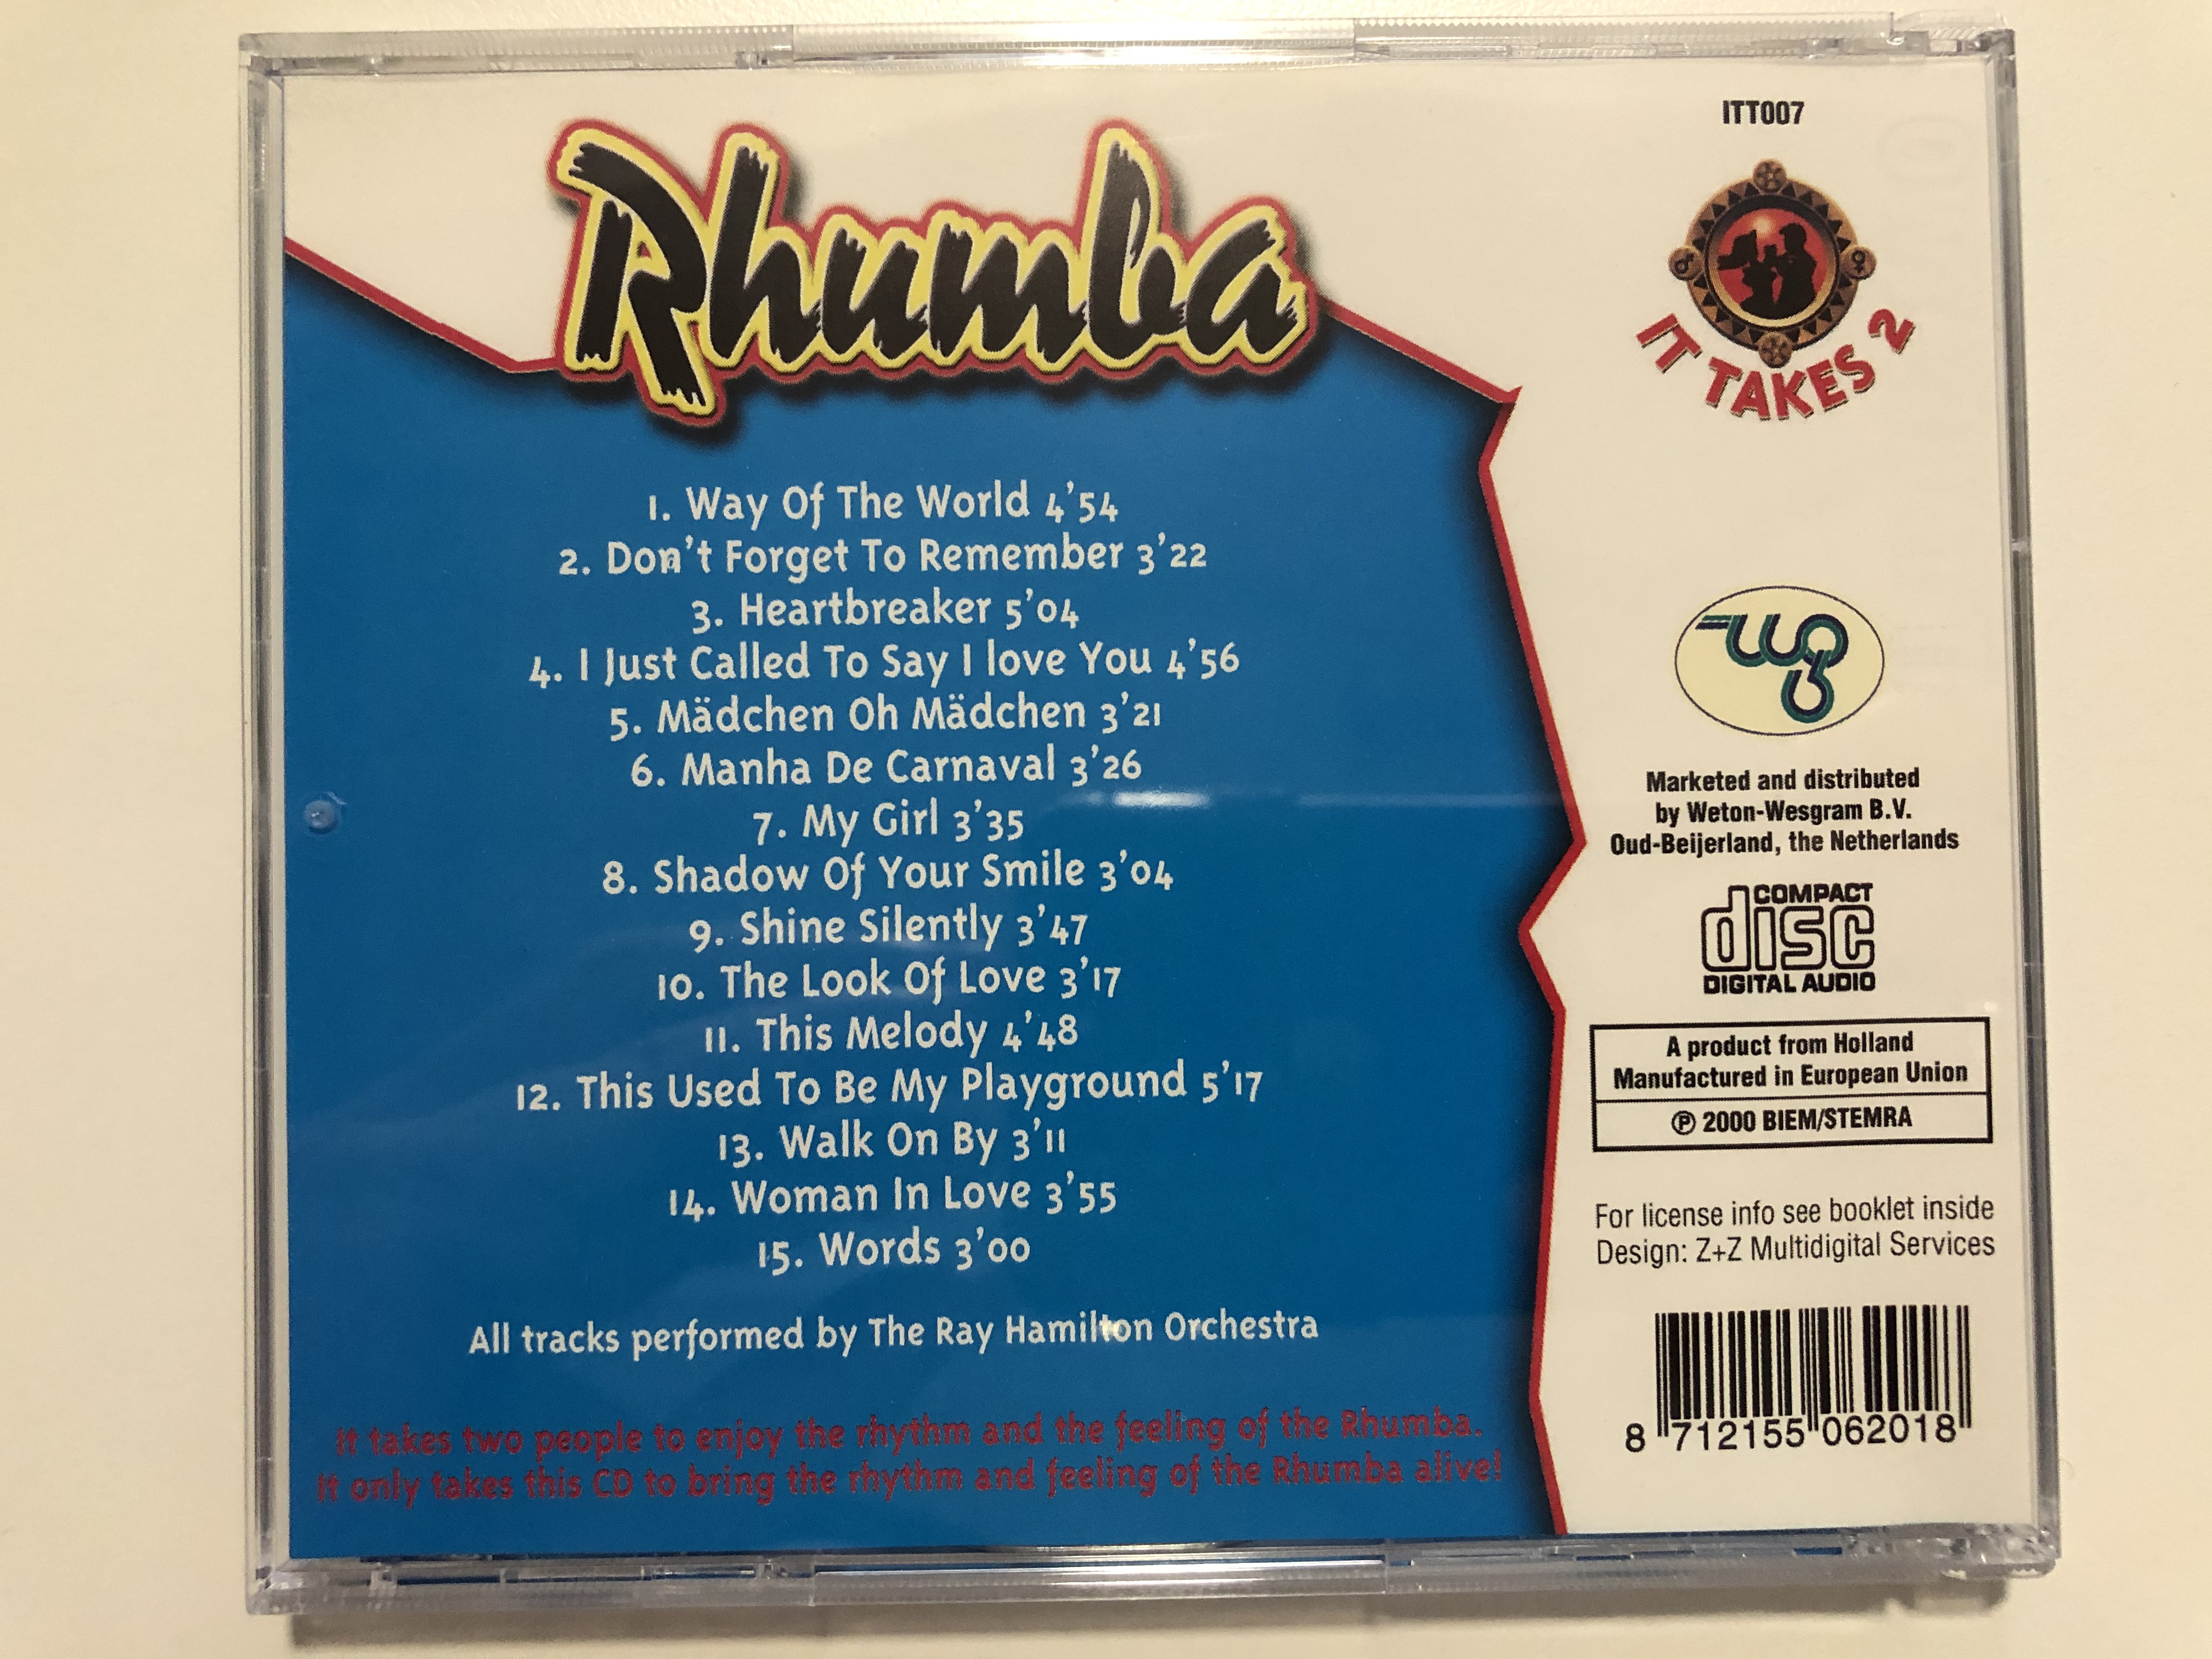 Rhumba
1. Way Of The World 4'54
2. Don't Forget To Remember 3'22
3. Heartbreaker 5'04
4. I Just Called To Say I love You 4'56
5. Mädchen Oh Mädchen 3'21
6. Manha De Carnaval 3'26
7. My Girl 3'35
8. Shadow Of Your Smile 3'04
9. Shine Silently 3'47
10. The Look Of Love 3'17
11. This Melody 4'48
12. This Used To Be My Playground 5'17
13. Walk On By 3'11
14. Woman In Love 3'55
15. Words 3'00
All tracks performed by The Ray Hamilton Orchestra
It takes two people to enjoy the rhythm and the feeling of the Rhumba.
It only takes this CD to bring the rhythm and feeling of the Rhumba alive!
ITT007
IT TAKES 2
wg
Marketed and distributed
by Weton-Wesgram B.V.
Oud-Beijerland, the Netherlands
COMPACT
disc
DIGITAL AUDIO
A product from Holland
Manufactured in European Union
℗ 2000 BIEM/STEMRA
For license info see booklet inside
Design: Z+Z Multidigital Services
8 712155 062018